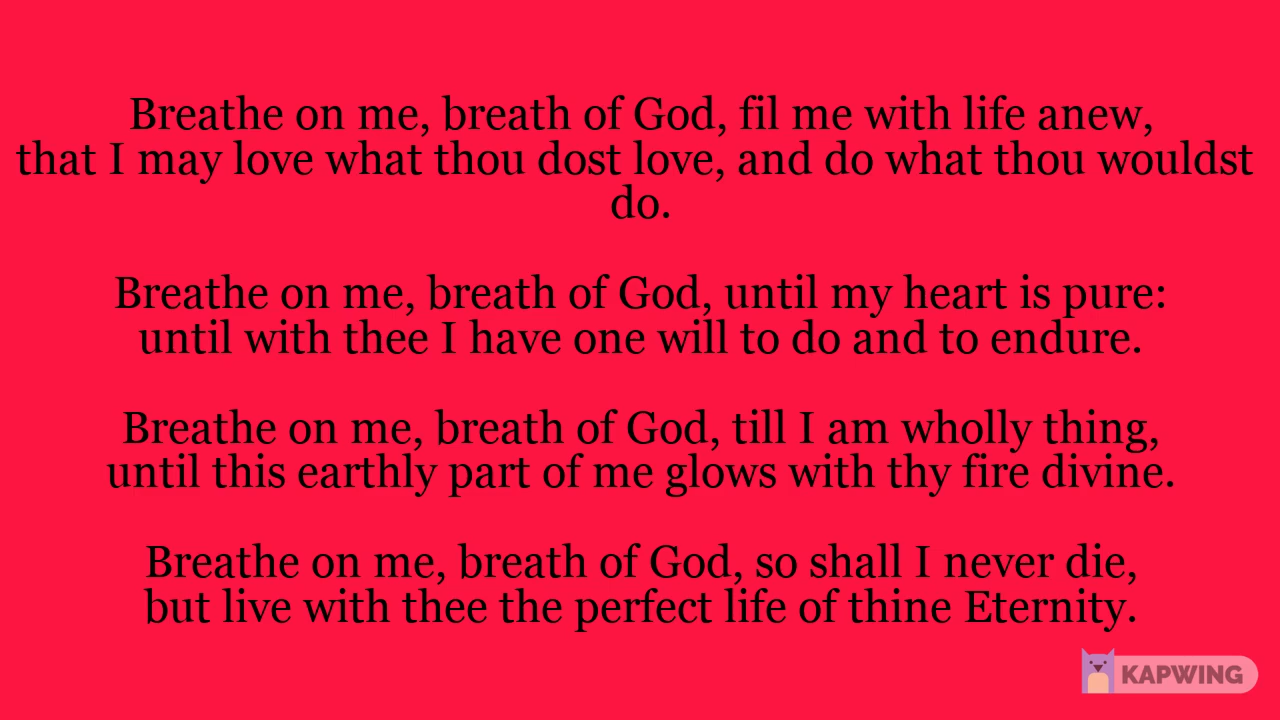 Breathe on me, breath of God, fil me with life anew,
that I may love what thou dost love, and do what thou wouldst
do.
Breathe on me, breath of God, until my heart is pure:
until with thee I have one will to do and to endure.
Breathe on me, breath of God, till I am wholly thing,
until this earthly part of me glows with thy fire divine.
Breathe on me, breath of God, so shall I never die,
but live with thee the perfect life of thine Eternity.
KAPWING